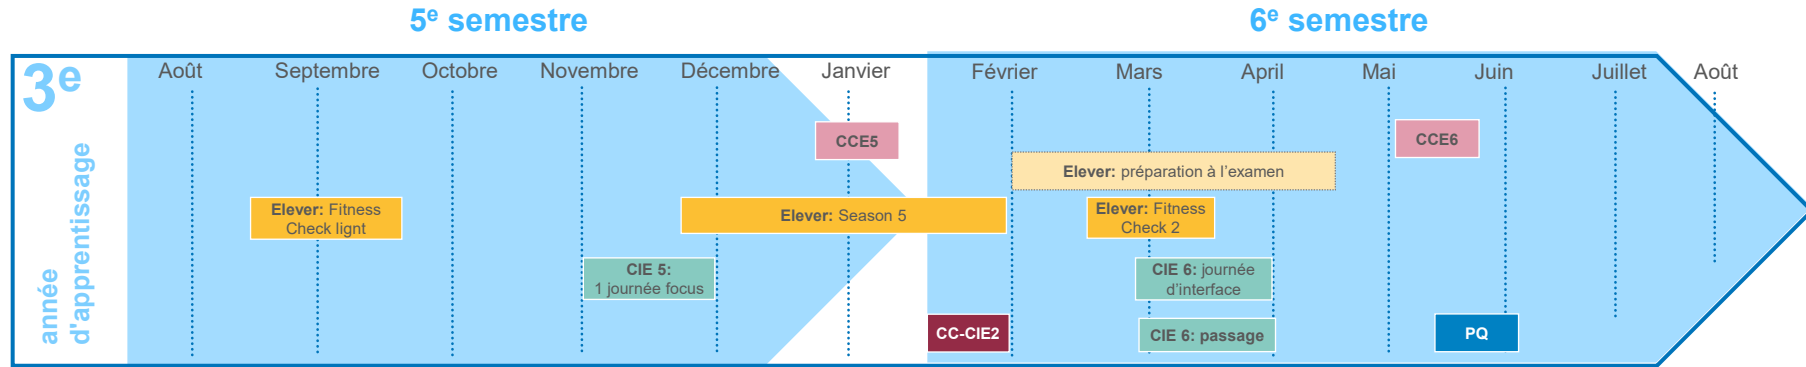 5e semestre
6e semestre
3e
année
d'apprentissage
Août
Septembre
Octobre
Novembre
Décembre
Janvier
Février
Mars
April
Mai
Juin
Juillet
Août
CCE5
CCE6
Elever: préparation à l’examen
Elever: Fitness
Check lignt
Elever: Season 5
Elever: Fitness
Check 2
CIE 5:
1 journée focus
CIE 6: journée
d’interface
CC-CIE2
CIE 6: passage
PQ